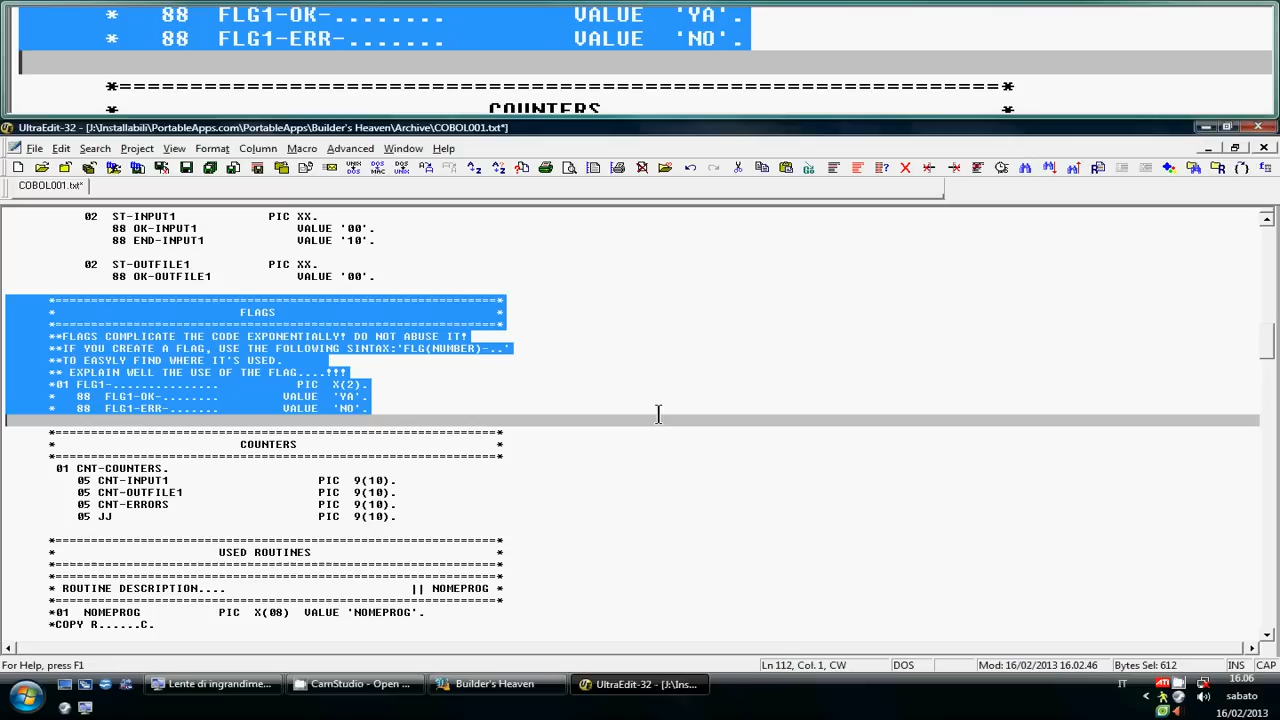 * 88 FLG1-OK-........ VALUE 'YA'.
* 88 FLG1-ERR-....... VALUE 'NO'.
*===============================================================*
* COUNTERS *
UltraEdit-32 - [J:\Installabili\PortableApps.com\PortableApps\Builder's Heaven\Archive\COBOL001.txt*]
File Edit Search Project View Format Column Macro Advanced Window Help
COBOL001.txt*
02 ST-INPUT1 PIC XX.
88 OK-INPUT1 VALUE '00'.
88 END-INPUT1 VALUE '10'.
02 ST-OUTFILE1 PIC XX.
88 OK-OUTFILE1 VALUE '00'.
*===============================================================*
* FLAGS *
*===============================================================*
**FLAGS COMPLICATE THE CODE EXPONENTIALLY! DO NOT ABUSE IT!
**IF YOU CREATE A FLAG, USE THE FOLLOWING SINTAX:'FLG(NUMBER)-..'
**TO EASYLY FIND WHERE IT'S USED.
** EXPLAIN WELL THE USE OF THE FLAG....!!!
*01 FLG1-............... PIC X(2).
* 88 FLG1-OK-........ VALUE 'YA'.
* 88 FLG1-ERR-....... VALUE 'NO'.
*===============================================================*
* COUNTERS *
*===============================================================*
01 CNT-COUNTERS.
05 CNT-INPUT1 PIC 9(10).
05 CNT-OUTFILE1 PIC 9(10).
05 CNT-ERRORS PIC 9(10).
05 JJ PIC 9(10).
*===============================================================*
* USED ROUTINES *
*===============================================================*
*===============================================================*
* ROUTINE DESCRIPTION.... || NOMEPROG *
*===============================================================*
*01 NOMEPROG PIC X(08) VALUE 'NOMEPROG'.
*COPY R......C.
For Help, press F1 Ln 112, Col. 1, CW DOS Mod: 16/02/2013 16.02.46 Bytes Sel: 612 INS CAP
Lente di ingrandime... CamStudio - Open ... Builder's Heaven UltraEdit-32 - [J:\Ins... IT
16.06
sabato
16/02/2013